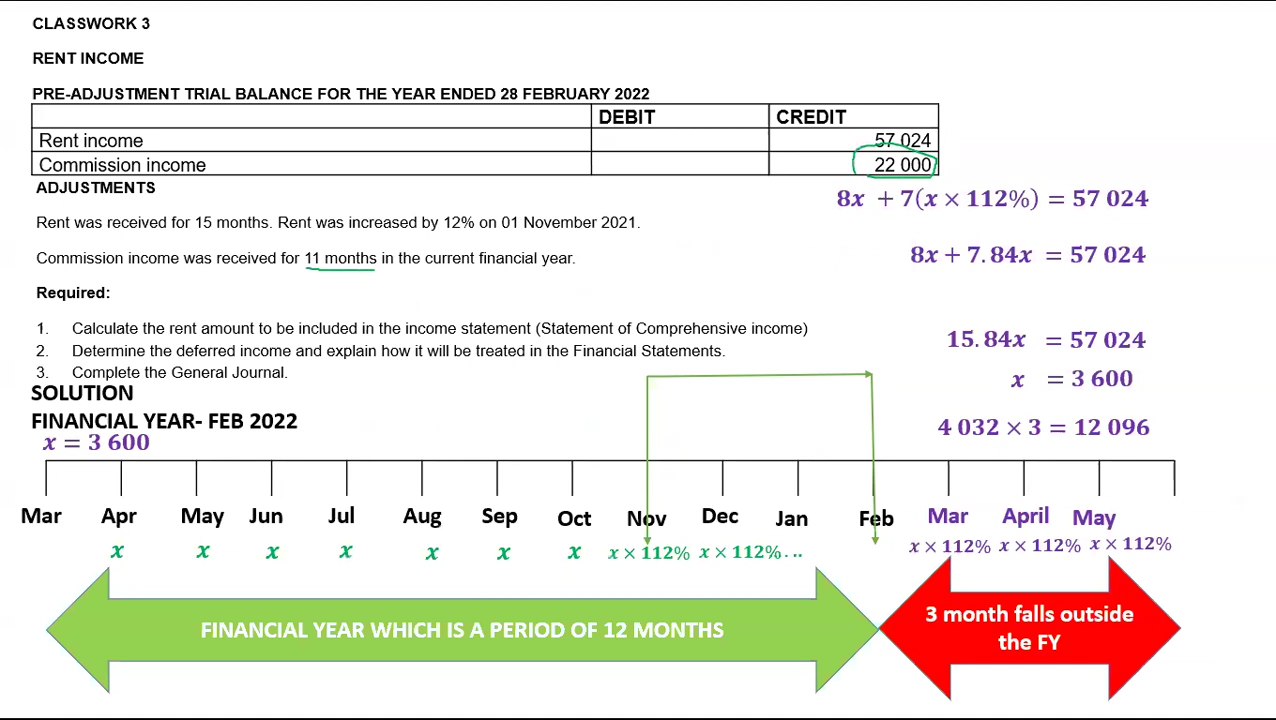 CLASSWORK 3
RENT INCOME
PRE-ADJUSTMENT TRIAL BALANCE FOR THE YEAR ENDED 28 FEBRUARY 2022
DEBIT CREDIT
Rent income 57 024
Commission income 22 000
ADJUSTMENTS
8x + 7(x × 112%) = 57 024
Rent was received for 15 months. Rent was increased by 12% on 01 November 2021.
8x + 7.84x = 57 024
Commission income was received for 11 months in the current financial year.
Required:
1. Calculate the rent amount to be included in the income statement (Statement of Comprehensive income)
15.84x = 57 024
2. Determine the deferred income and explain how it will be treated in the Financial Statements.
3. Complete the General Journal.
x = 3 600
SOLUTION
FINANCIAL YEAR- FEB 2022
4 032 × 3 = 12 096
x = 3 600
Mar Apr May Jun Jul Aug Sep Oct Nov Dec Jan Feb Mar April May
x x x x x x x x × 112% x × 112%... x × 112% x × 112% x × 112%
FINANCIAL YEAR WHICH IS A PERIOD OF 12 MONTHS
3 month falls outside
the FY